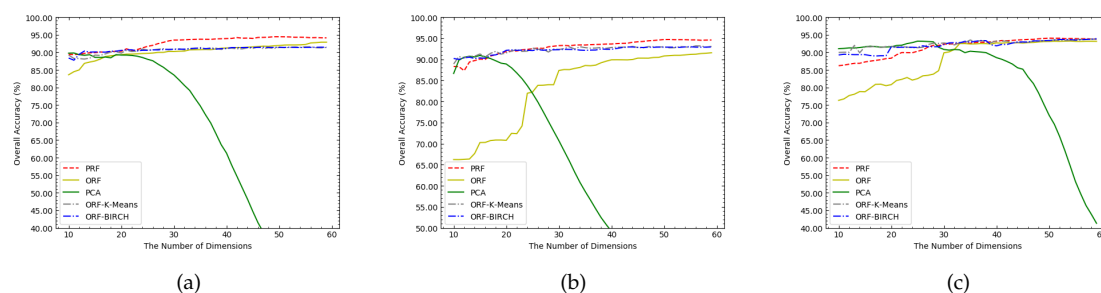 100.00
95.00
90.00
85.00
80.00
75.00
70.00
65.00
60.00
55.00
50.00
45.00
40.00
Overall Accuracy (%)
PRF
ORF
PCA
ORF-K-Means
ORF-BIRCH
10 20 30 40 50 60
The Number of Dimensions
(a)
100.00
95.00
90.00
85.00
80.00
75.00
70.00
65.00
60.00
55.00
50.00
Overall Accuracy (%)
PRF
ORF
PCA
ORF-K-Means
ORF-BIRCH
10 20 30 40 50 60
The Number of Dimensions
(b)
100.00
95.00
90.00
85.00
80.00
75.00
70.00
65.00
60.00
55.00
50.00
45.00
40.00
Overall Accuracy (%)
PRF
ORF
PCA
ORF-K-Means
ORF-BIRCH
10 20 30 40 50
The Number of Dimensions
(c)